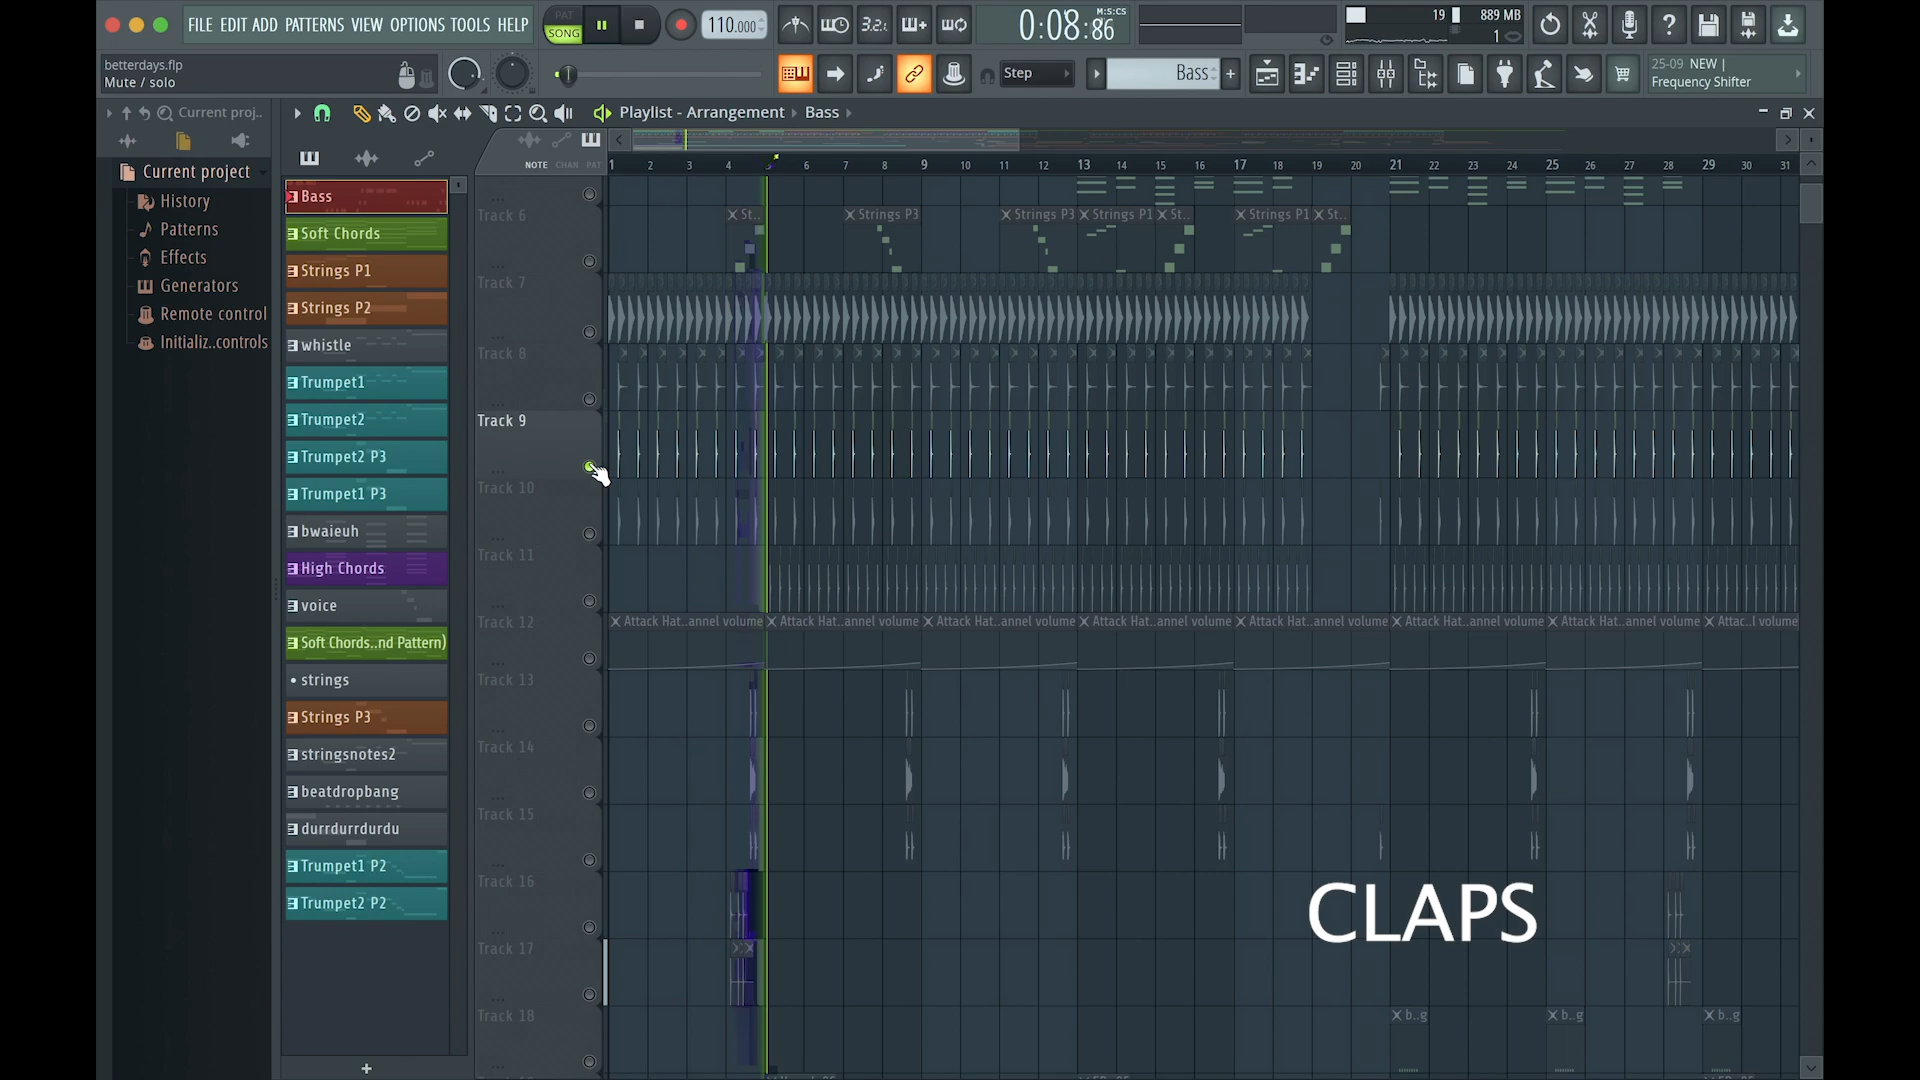 FILE EDIT ADD PATTERNS VIEW OPTIONS TOOLS HELP
PAT
SONG
110.000
3.2.
0:08:86
M:S:CS
19
889 MB
1
betterdays.flp
Mute / solo
Step
Bass
25-09 NEW |
Frequency Shifter
Current proj..
Playlist - Arrangement
Bass
NOTE CHAN PAT
1 2 3 4 5 6 7 8 9 10 11 12 13 14 15 16 17 18 19 20 21 22 23 24 25 26 27 28 29 30 31
Current project
History
Patterns
Effects
Generators
Remote control
Initializ..controls
Bass
Soft Chords
Strings P1
Strings P2
whistle
Trumpet1
Trumpet2
Trumpet2 P3
Trumpet1 P3
bwaieuh
High Chords
voice
Soft Chords..nd Pattern)
strings
Strings P3
stringsnotes2
beatdropbang
durrdurrdurdu
Trumpet1 P2
Trumpet2 P2
Track 6
St.. Strings P3 Strings P3 Strings P1 St.. Strings P1 St..
Track 7
Track 8
Track 9
Track 10
Track 11
Track 12
Attack Hat..annel volume Attack Hat..annel volume Attack Hat..annel volume Attack Hat..annel volume Attack Hat..annel volume Attack Hat..annel volume Attack Hat..annel volume Attac..l volume
Track 13
Track 14
Track 15
Track 16
CLAPS
Track 17
Track 18
b..g b..g b..g